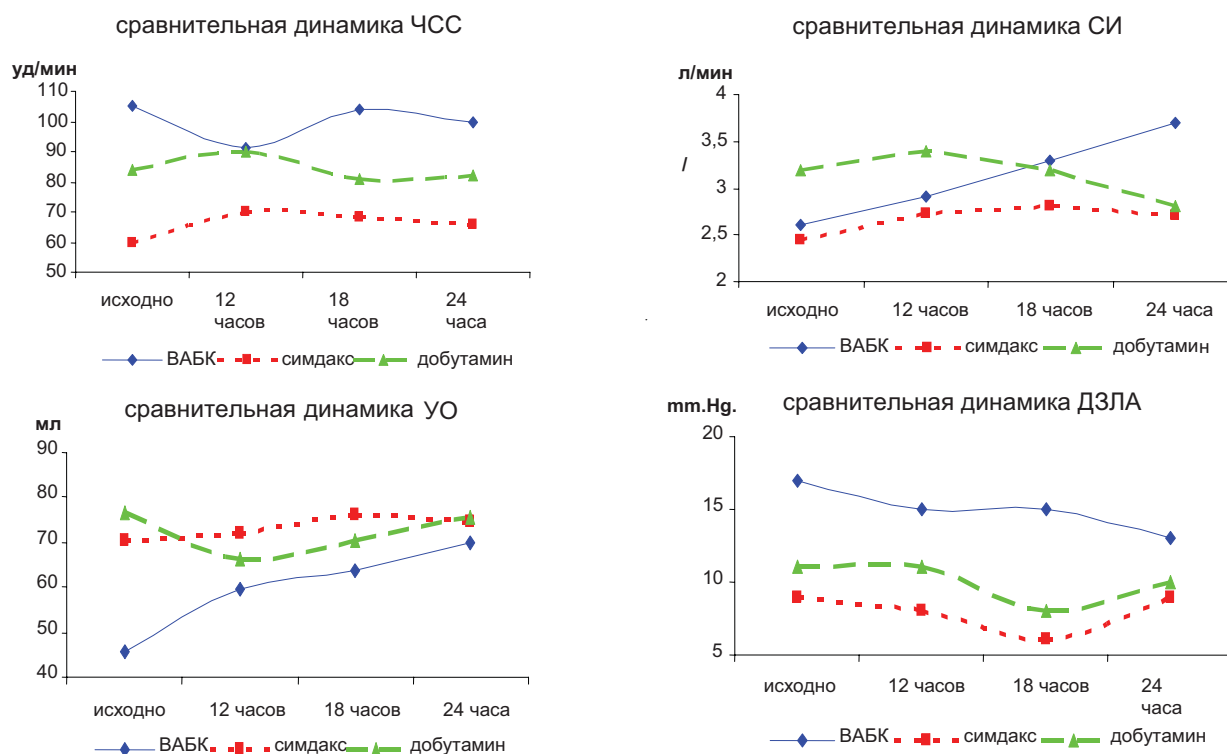 сравнительная динамика ЧСС
уд/мин
110
100
90
80
70
60
50
исходно
12 часов
18 часов
24 часа
ВАБК
симдакс
добутамин
сравнительная динамика СИ
л/мин
/
4
3,5
3
2,5
2
исходно
12 часов
18 часов
24 часа
ВАБК
симдакс
добутамин
сравнительная динамика УО
мл
90
80
70
60
50
40
исходно
12 часов
18 часов
24 часа
ВАБК
симдакс
добутамин
сравнительная динамика ДЗЛА
mm.Hg.
20
15
10
5
исходно
12 часов
18 часов
24 часа
ВАБК
симдакс
добутамин